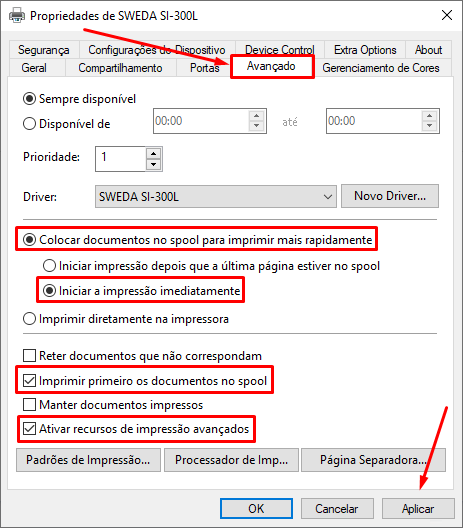 Propriedades de SWEDA SI-300L
Segurança Configurações do Dispositivo Device Control Extra Options About
Geral Compartilhamento Portas Avançado Gerenciamento de Cores
Sempre disponível
Disponível de 00:00 até 00:00
Prioridade: 1
Driver: SWEDA SI-300L Novo Driver...
Colocar documentos no spool para imprimir mais rapidamente
Iniciar impressão depois que a última página estiver no spool
Iniciar a impressão imediatamente
Imprimir diretamente na impressora
Reter documentos que não correspondam
Imprimir primeiro os documentos no spool
Manter documentos impressos
Ativar recursos de impressão avançados
Padrões de Impressão... Processador de Imp... Página Separadora...
OK Cancelar Aplicar